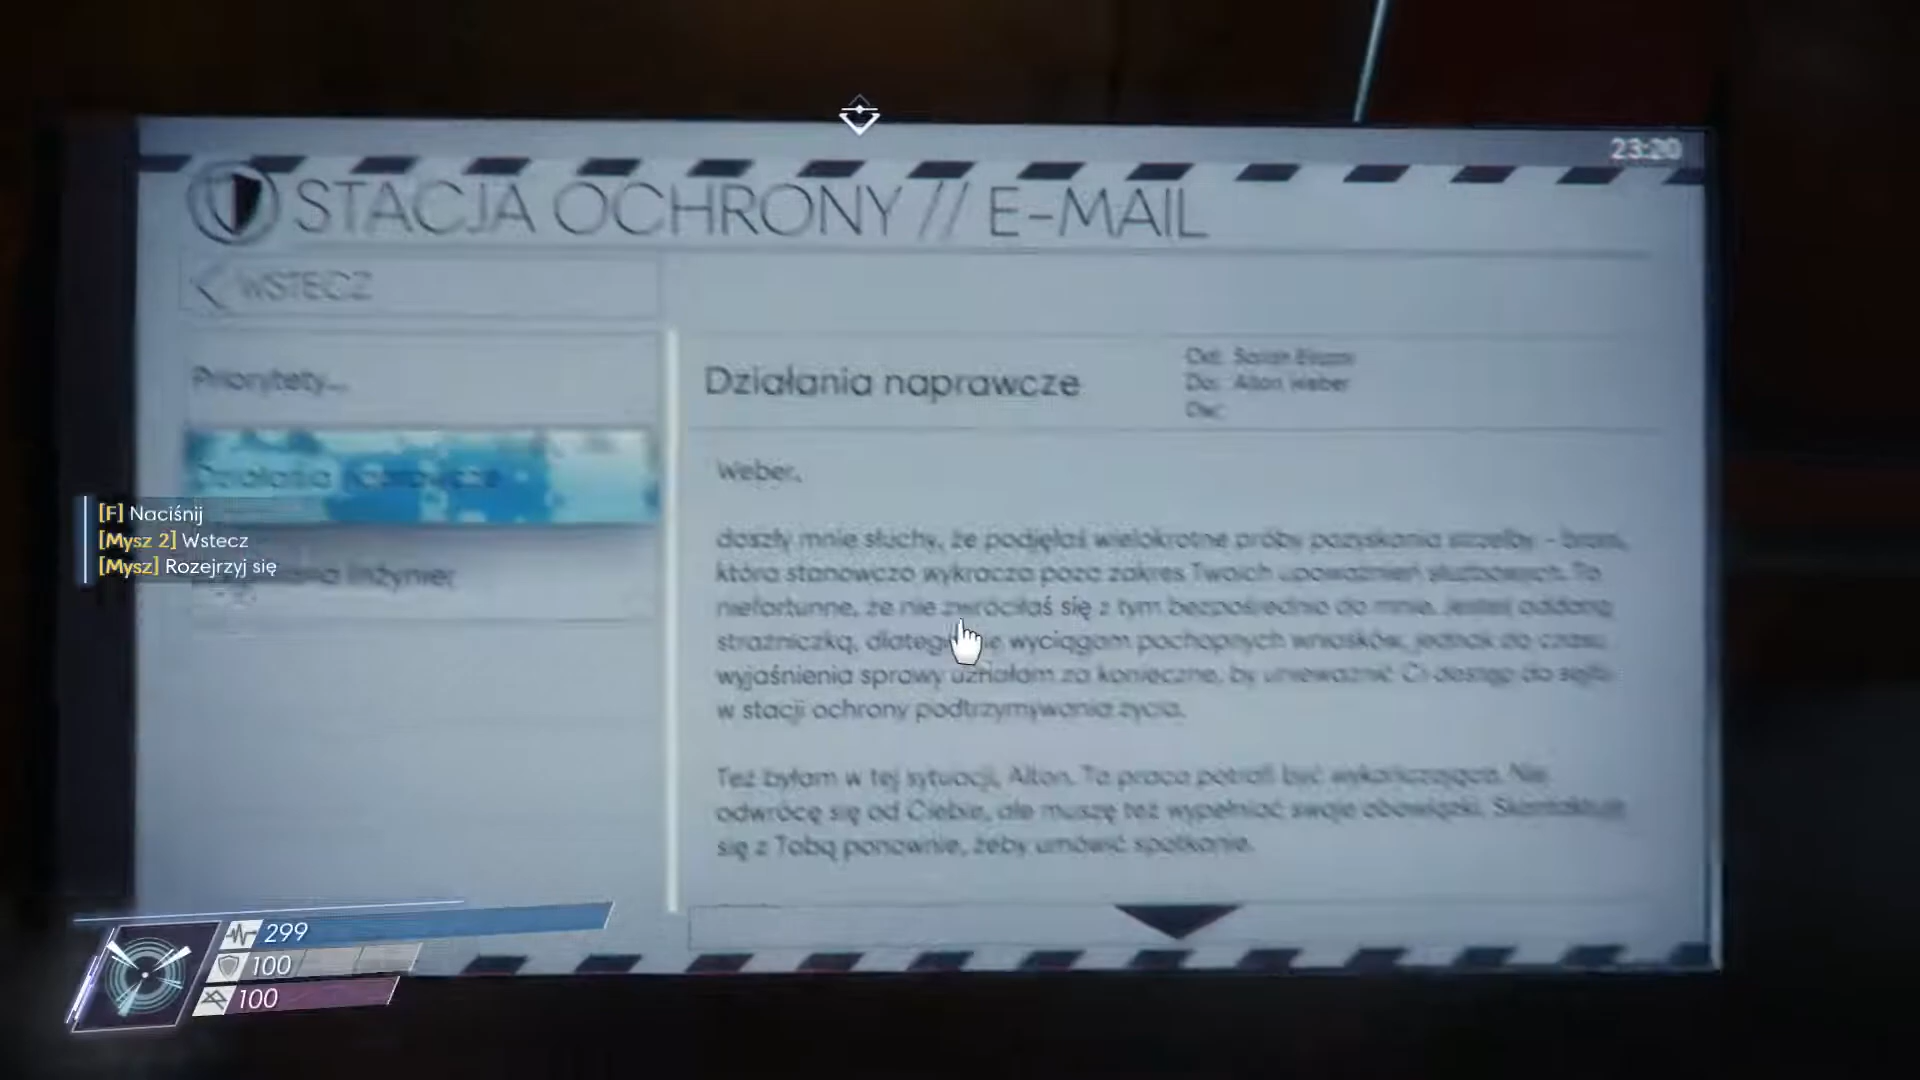 23:20
STACJA OCHRONY // E-MAIL
WSTECZ
Priorytety...
Działania naprawcze
Działania naprawcze
Od: Sarah
Do: Alton Weber
Dw:
Weber,
doszły mnie słuchy, że podjęłaś wielokrotne próby pozyskania strzelby - broni,
która stanowczo wykracza poza zakres Twoich upoważnień służbowych. To
niefortunne, że nie zwróciłaś się z tym bezpośrednio do mnie. Jesteś oddaną
strażniczką, dlatego nie wyciągam pochopnych wniosków, jednak do czasu
wyjaśnienia sprawy uznałam za konieczne, by unieważnić Ci dostęp do sejfu
w stacji ochrony podtrzymywania życia.
Też byłam w tej sytuacji, Alton. Ta praca potrafi być wykańczająca. Nie
odwrócę się od Ciebie, ale muszę też wypełniać swoje obowiązki. Skontaktuję
się z Tobą ponownie, żeby umówić spotkanie.
[F] Naciśnij
[Mysz 2] Wstecz
[Mysz] Rozejrzyj się
Inżynier
299
100
100